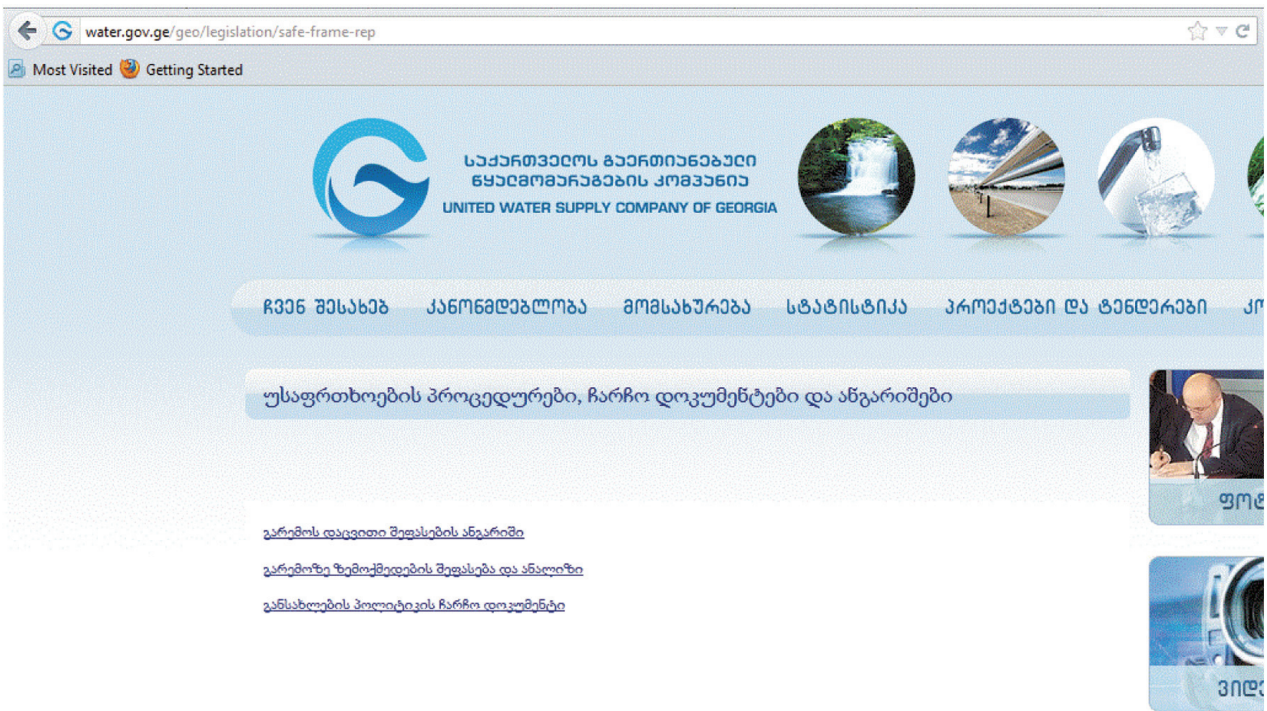 water.gov.ge/geo/legislation/safe-frame-rep
Most Visited Getting Started
საქართველოს გაერთიანებული
წყალმომარაგების კომპანია
UNITED WATER SUPPLY COMPANY OF GEORGIA
ჩვენ შესახებ კანონმდებლობა მომსახურება სტატისტიკა პროექტები და ტენდერები
უსაფრთხოების პროცედურები, ჩარჩო დოკუმენტები და ანგარიშები
გარემოს დაცვითი შეფასების ანგარიში
გარემოზე ზემოქმედების შეფასება და ანალიზი
განსახლების პოლიტიკის ჩარჩო დოკუმენტი